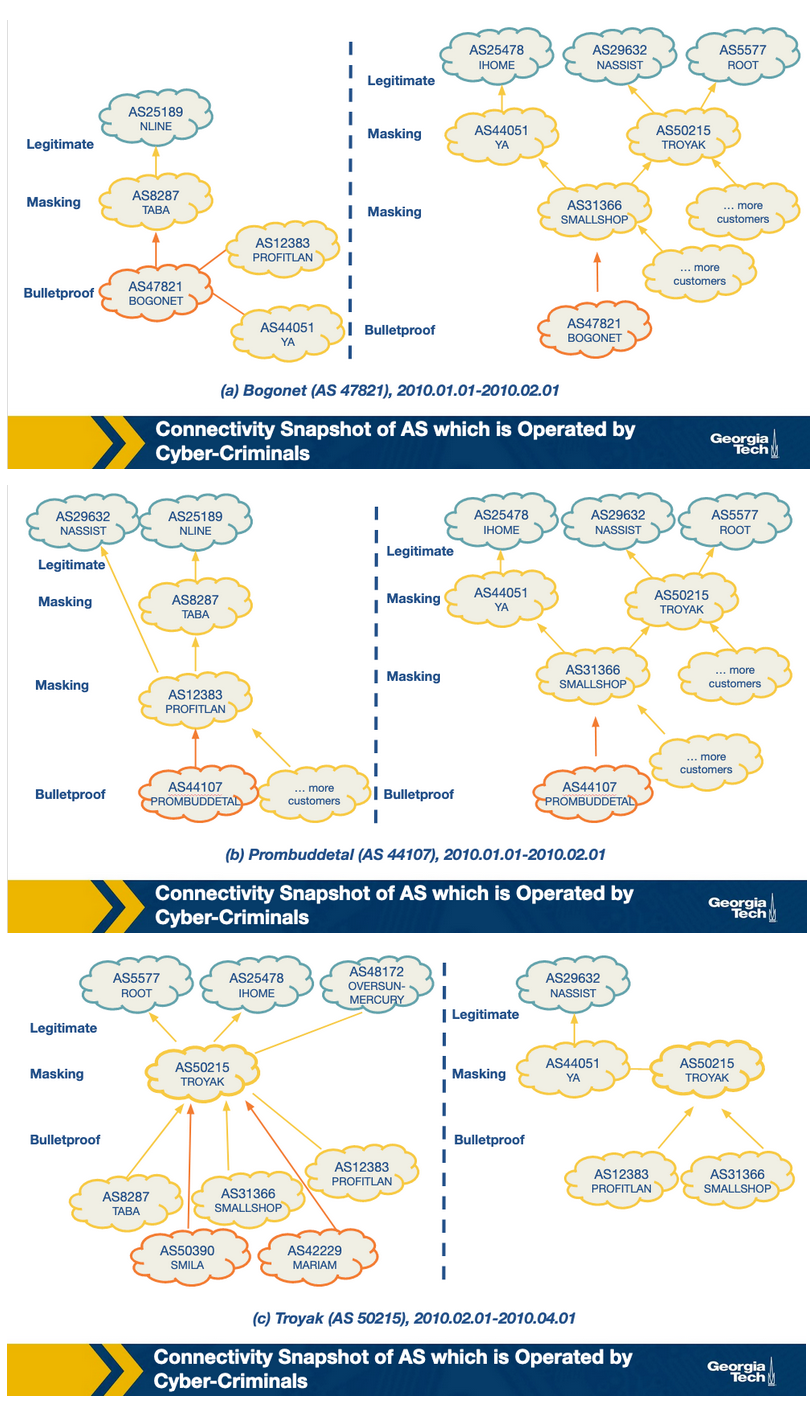 AS25189
NLINE
Legitimate
AS8287
TABA
Masking
AS12383
PROFITLAN
AS47821
BOGONET
Bulletproof
AS44051
YA
AS25478
IHOME
AS29632
NASSIST
AS5577
ROOT
Legitimate
AS44051
YA
AS50215
TROYAK
Masking
AS31366
SMALLSHOP
... more
customers
Masking
... more
customers
AS47821
BOGONET
Bulletproof
(a) Bogonet (AS 47821), 2010.01.01-2010.02.01
Connectivity Snapshot of AS which is Operated by
Cyber-Criminals
Georgia
Tech
AS29632
NASSIST
AS25189
NLINE
Legitimate
AS8287
TABA
Masking
AS12383
PROFITLAN
Masking
AS44107
PROMBUDDETAL
... more
customers
Bulletproof
AS25478
IHOME
AS29632
NASSIST
AS5577
ROOT
Legitimate
AS44051
YA
AS50215
TROYAK
Masking
AS31366
SMALLSHOP
... more
customers
Masking
... more
customers
AS44107
PROMBUDDETAL
Bulletproof
(b) Prombuddetal (AS 44107), 2010.01.01-2010.02.01
Connectivity Snapshot of AS which is Operated by
Cyber-Criminals
Georgia
Tech
AS5577
ROOT
AS25478
IHOME
AS48172
OVERSUN-
MERCURY
Legitimate
AS50215
TROYAK
Masking
Bulletproof
AS12383
PROFITLAN
AS8287
TABA
AS31366
SMALLSHOP
AS50390
SMILA
AS42229
MARIAM
AS29632
NASSIST
Legitimate
AS44051
YA
AS50215
TROYAK
Masking
Bulletproof
AS12383
PROFITLAN
AS31366
SMALLSHOP
(c) Troyak (AS 50215), 2010.02.01-2010.04.01
Connectivity Snapshot of AS which is Operated by
Cyber-Criminals
Georgia
Tech